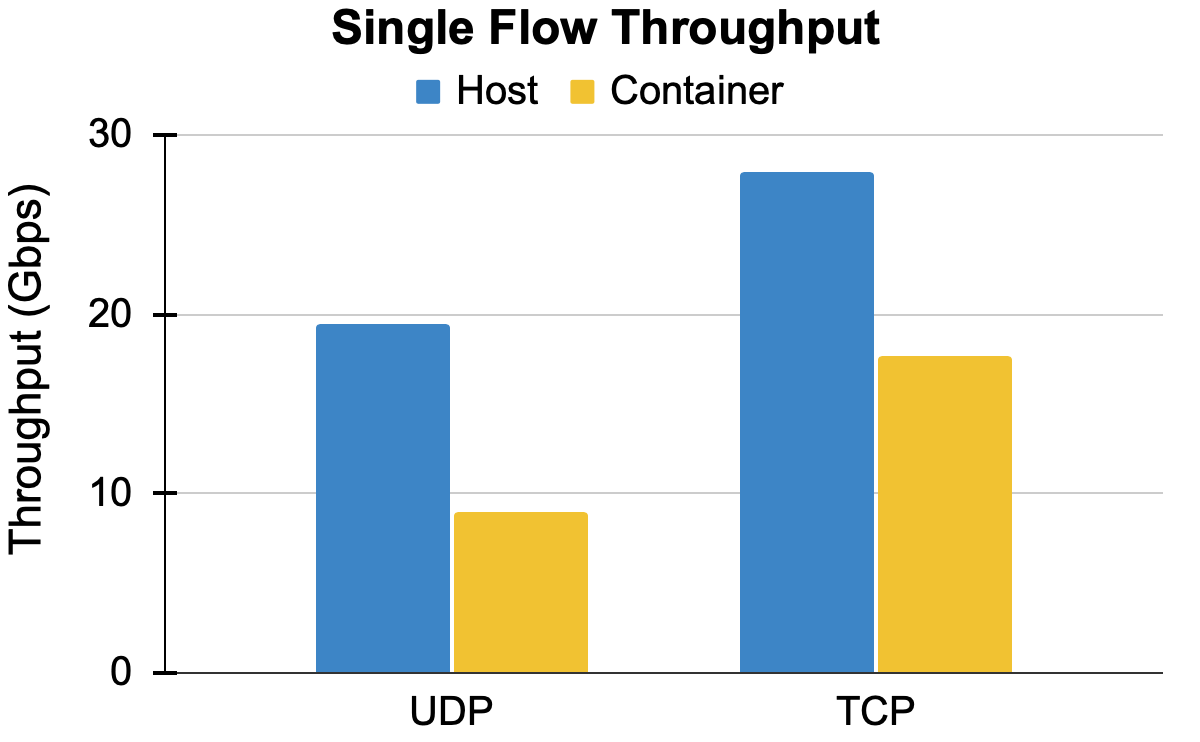 Single Flow Throughput
Host Container
30
20
10
0
Throughput (Gbps)
UDP TCP